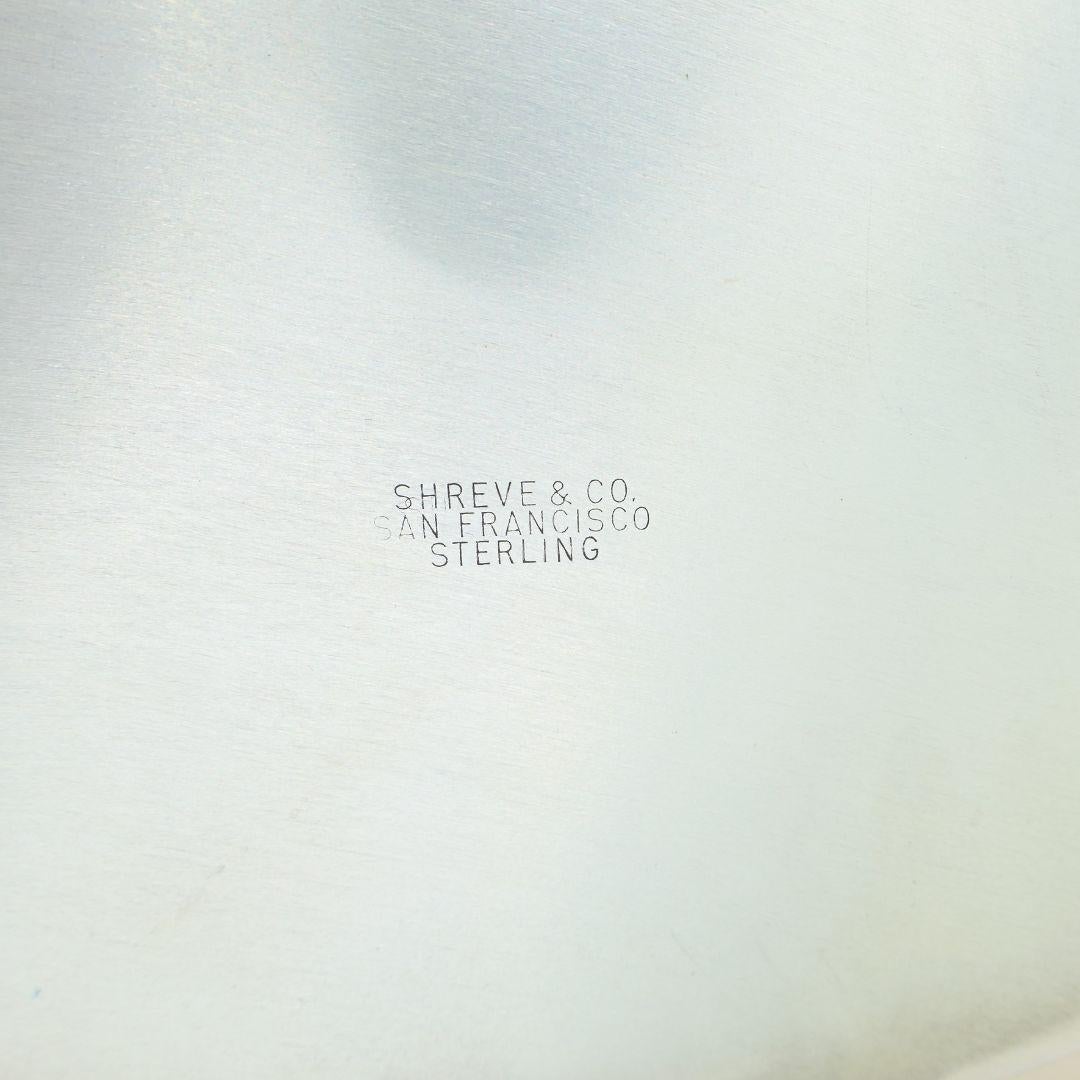 SHREVE & CO.
SAN FRANCISCO
STERLING